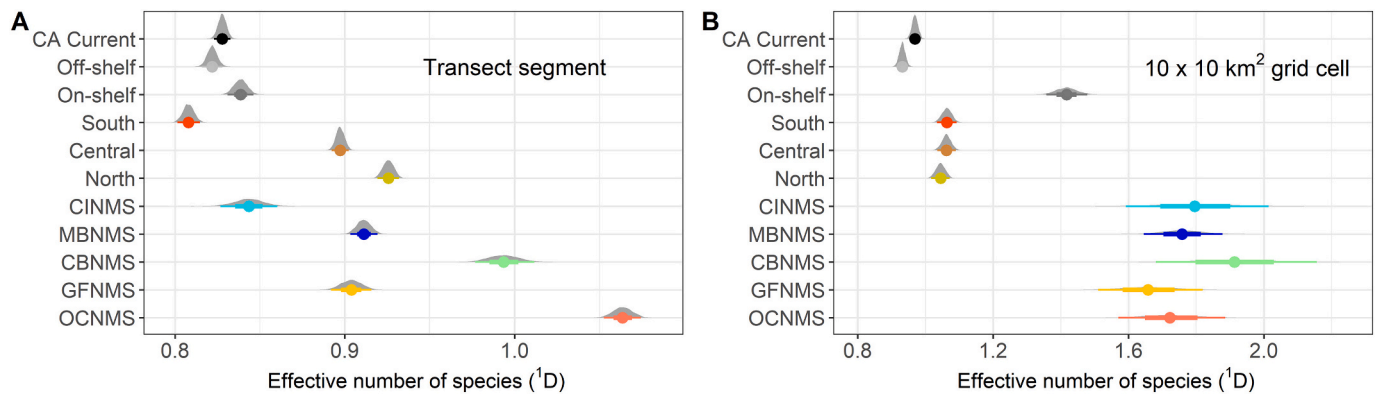 A
CA Current
Off-shelf
On-shelf
South
Central
North
CINMS
MBNMS
CBNMS
GFNMS
OCNMS
Transect segment
0.8 0.9 1.0
Effective number of species (¹D)
B
CA Current
Off-shelf
On-shelf
South
Central
North
CINMS
MBNMS
CBNMS
GFNMS
OCNMS
10 x 10 km² grid cell
0.8 1.2 1.6 2.0
Effective number of species (¹D)